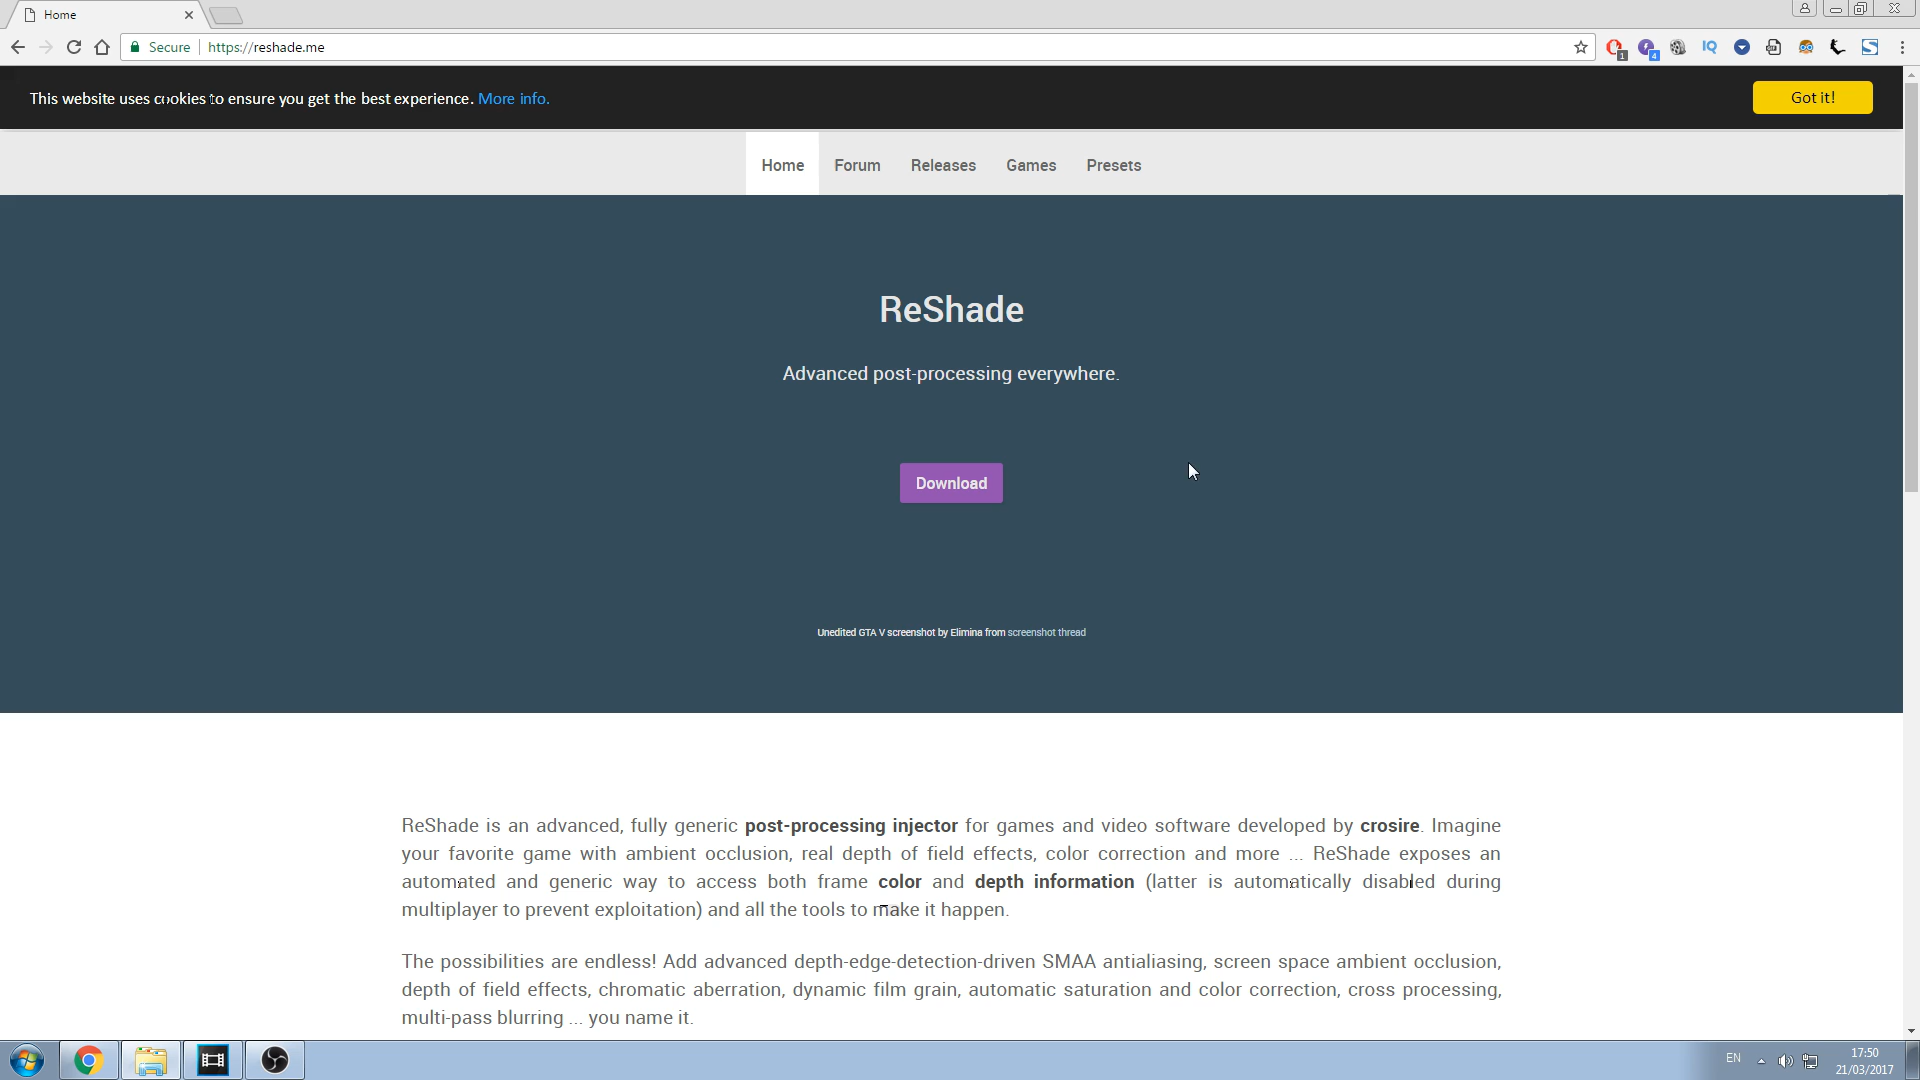 Home
Secure https://reshade.me
1
4
IQ
This website uses cookies to ensure you get the best experience. More info.
Got it!
Home Forum Releases Games Presets
ReShade
Advanced post-processing everywhere.
Download
Unedited GTA V screenshot by Elimina from screenshot thread
ReShade is an advanced, fully generic post-processing injector for games and video software developed by crosire. Imagine
your favorite game with ambient occlusion, real depth of field effects, color correction and more ... ReShade exposes an
automated and generic way to access both frame color and depth information (latter is automatically disabled during
multiplayer to prevent exploitation) and all the tools to make it happen.
The possibilities are endless! Add advanced depth-edge-detection-driven SMAA antialiasing, screen space ambient occlusion,
depth of field effects, chromatic aberration, dynamic film grain, automatic saturation and color correction, cross processing,
multi-pass blurring ... you name it.
EN
17:50
21/03/2017